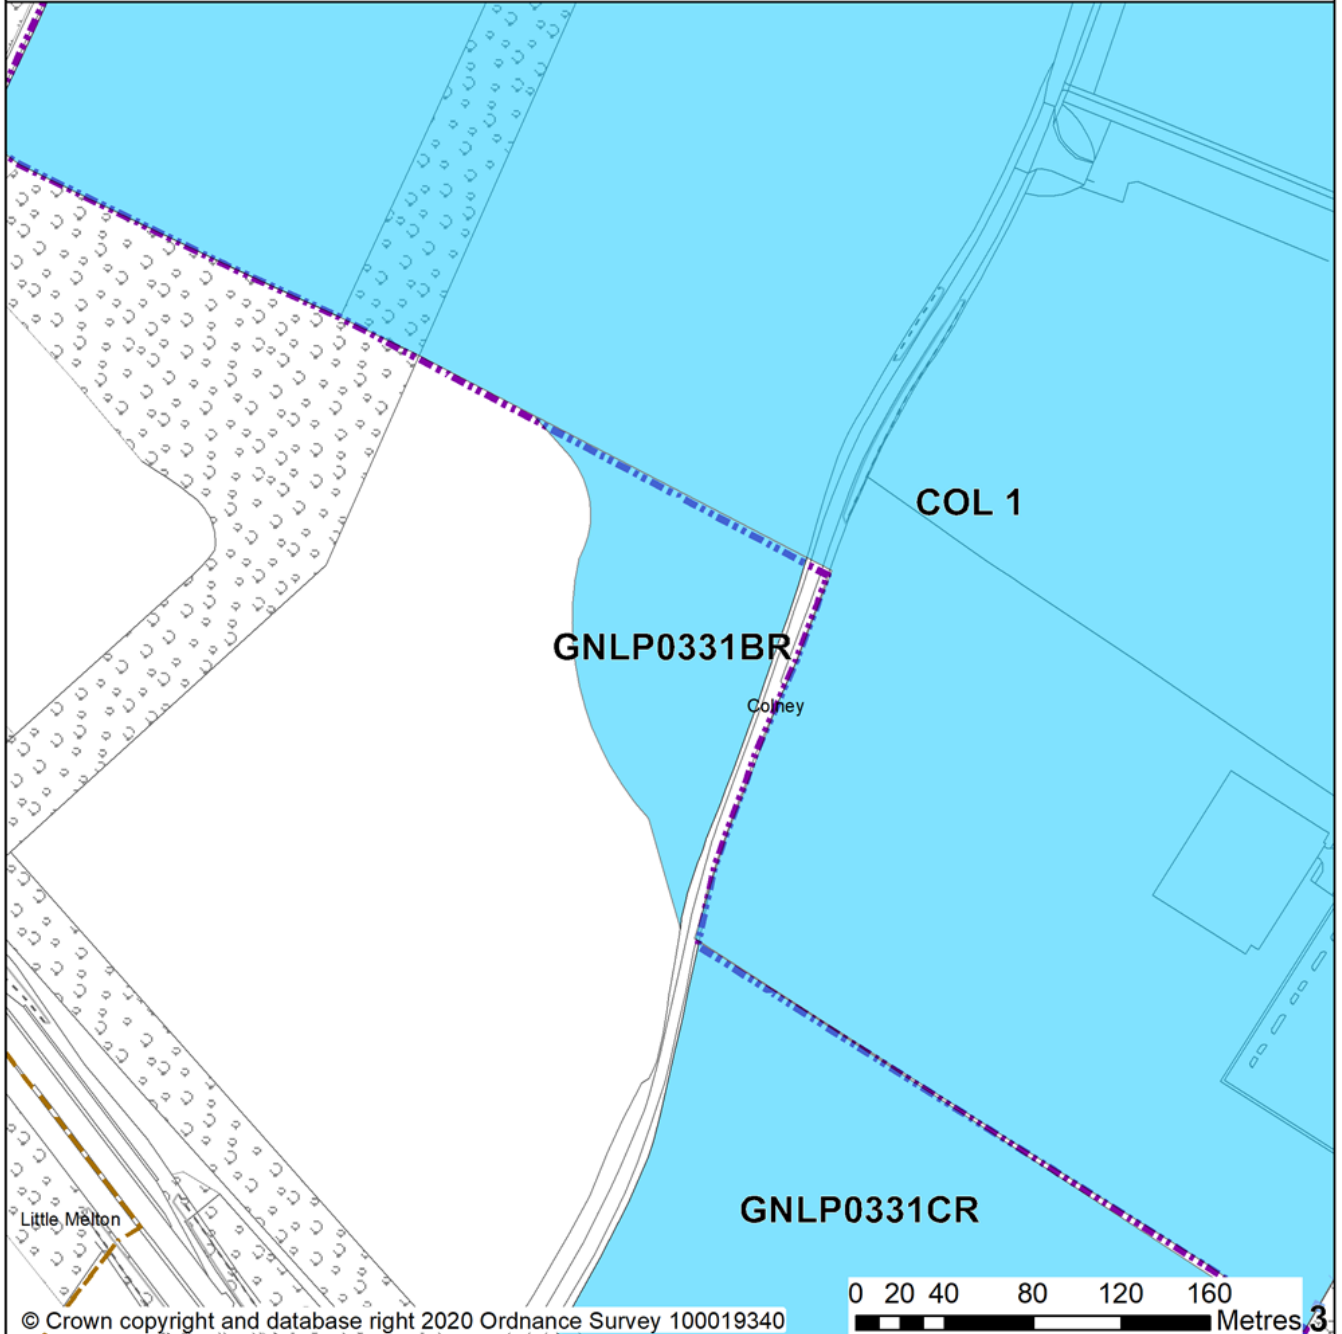 COL 1
GNLP0331BR
Colney
GNLP0331CR
Little Melton
0 20 40 80 120 160
Metres 3
© Crown copyright and database right 2020 Ordnance Survey 100019340